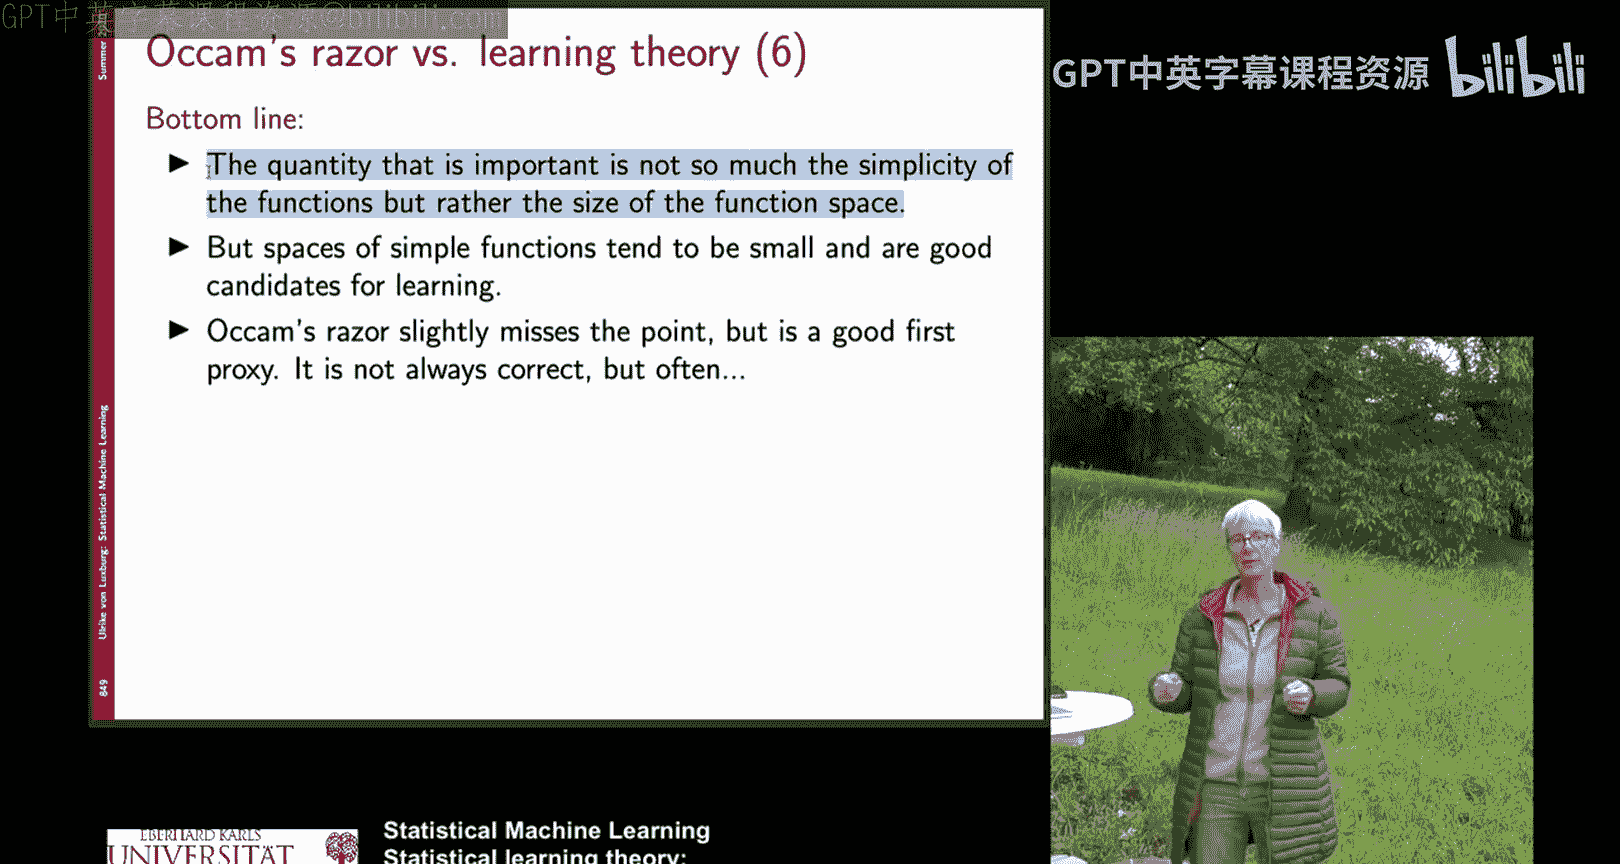 GPT中英字幕课程资源@bilibili.com
Occam's razor vs. learning theory (6)
Bottom line:
The quantity that is important is not so much the simplicity of
the functions but rather the size of the function space.
But spaces of simple functions tend to be small and are good
candidates for learning.
Occam's razor slightly misses the point, but is a good first
proxy. It is not always correct, but often...
Summer
Ulrike von Luxburg: Statistical Machine Learning
849
GPT中英字幕课程资源 bilibili
EBERHARD KARLS
UNIVERSITÄT
Statistical Machine Learning
Statistical learning theory: